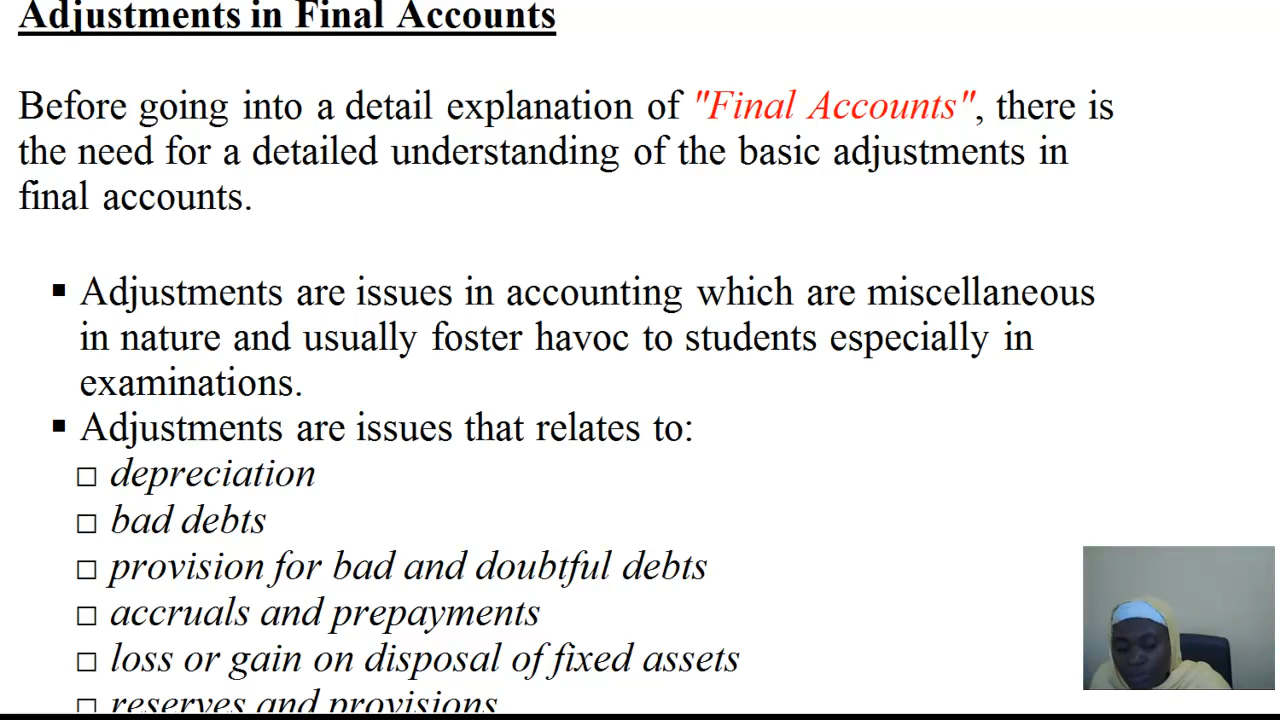 Adjustments in Final Accounts
Before going into a detail explanation of "Final Accounts", there is
the need for a detailed understanding of the basic adjustments in
final accounts.
▪ Adjustments are issues in accounting which are miscellaneous
in nature and usually foster havoc to students especially in
examinations.
▪ Adjustments are issues that relates to:
□ depreciation
□ bad debts
□ provision for bad and doubtful debts
□ accruals and prepayments
□ loss or gain on disposal of fixed assets
□ reserves and provisions